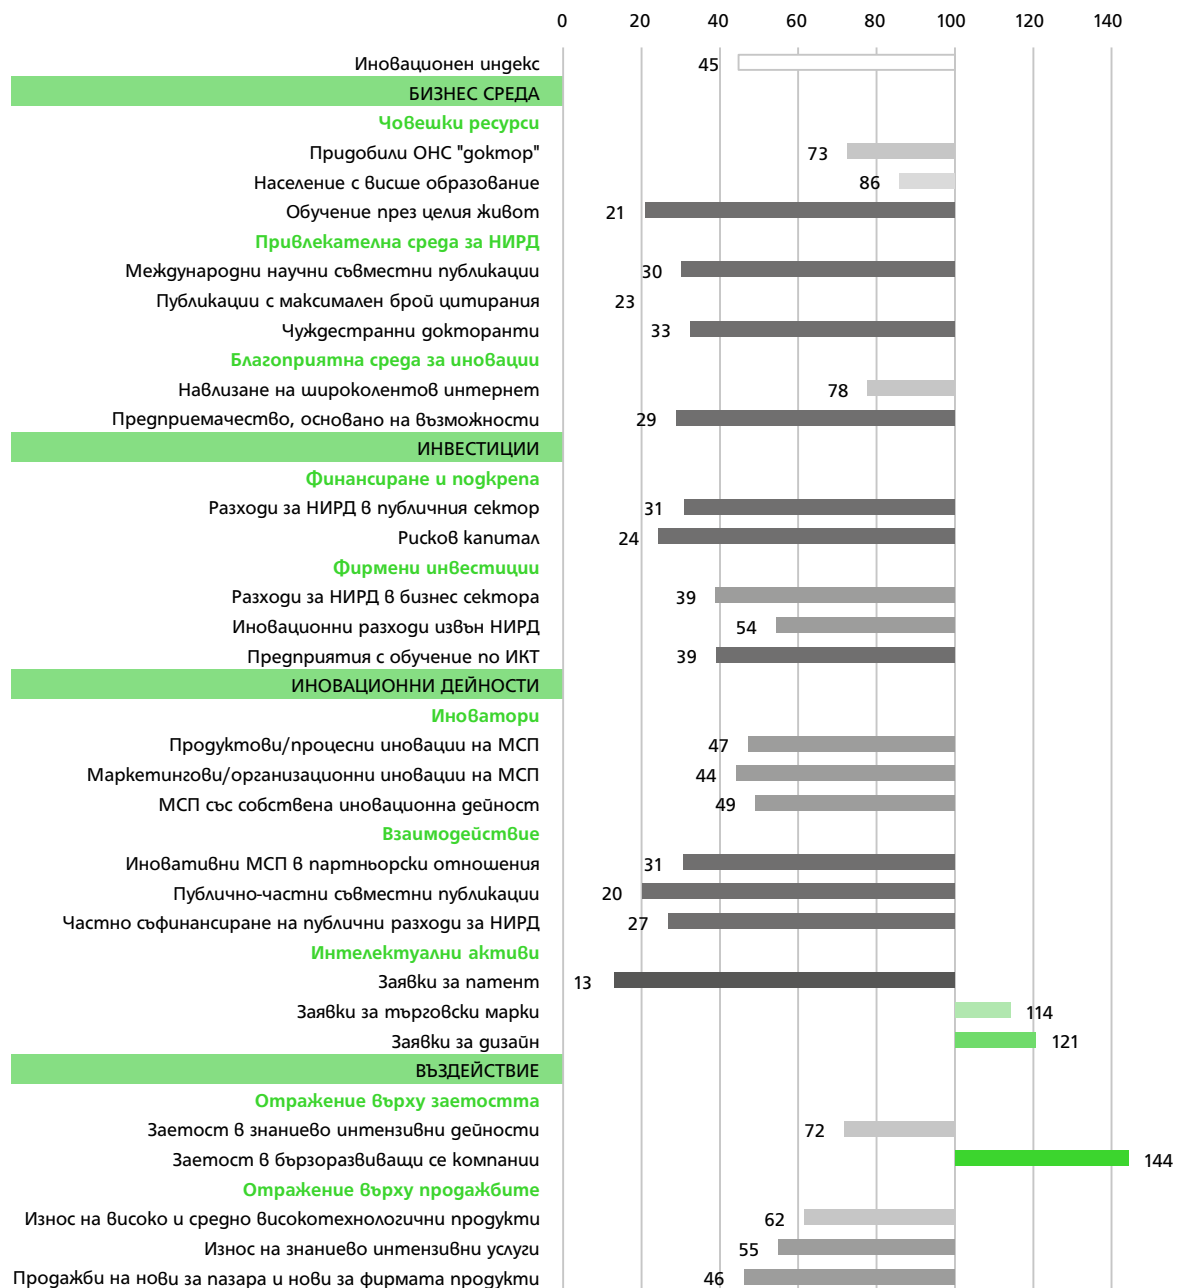 0 20 40 60 80 100 120 140
Иновационен индекс 45
БИЗНЕС СРЕДА
Човешки ресурси
Придобили ОНС "доктор" 73
Население с висше образование 86
Обучение през целия живот 21
Привлекателна среда за НИРД
Международни научни съвместни публикации 30
Публикации с максимален брой цитирания 23
Чуждестранни докторанти 33
Благоприятна среда за иновации
Навлизане на широколентов интернет 78
Предприемачество, основано на възможности 29
ИНВЕСТИЦИИ
Финансиране и подкрепа
Разходи за НИРД в публичния сектор 31
Рисков капитал 24
Фирмени инвестиции
Разходи за НИРД в бизнес сектора 39
Иновационни разходи извън НИРД 54
Предприятия с обучение по ИКТ 39
ИНОВАЦИОННИ ДЕЙНОСТИ
Иноватори
Продуктови/процесни иновации на МСП 47
Маркетингови/организационни иновации на МСП 44
МСП със собствена иновационна дейност 49
Взаимодействие
Иновативни МСП в партньорски отношения 31
Публично-частни съвместни публикации 20
Частно съфинансиране на публични разходи за НИРД 27
Интелектуални активи
Заявки за патент 13
Заявки за търговски марки 114
Заявки за дизайн 121
ВЪЗДЕЙСТВИЕ
Отражение върху заетостта
Заетост в знаниево интензивни дейности 72
Заетост в бързоразвиващи се компании 144
Отражение върху продажбите
Износ на високо и средно високотехнологични продукти 62
Износ на знаниево интензивни услуги 55
Продажби на нови за пазара и нови за фирмата продукти 46